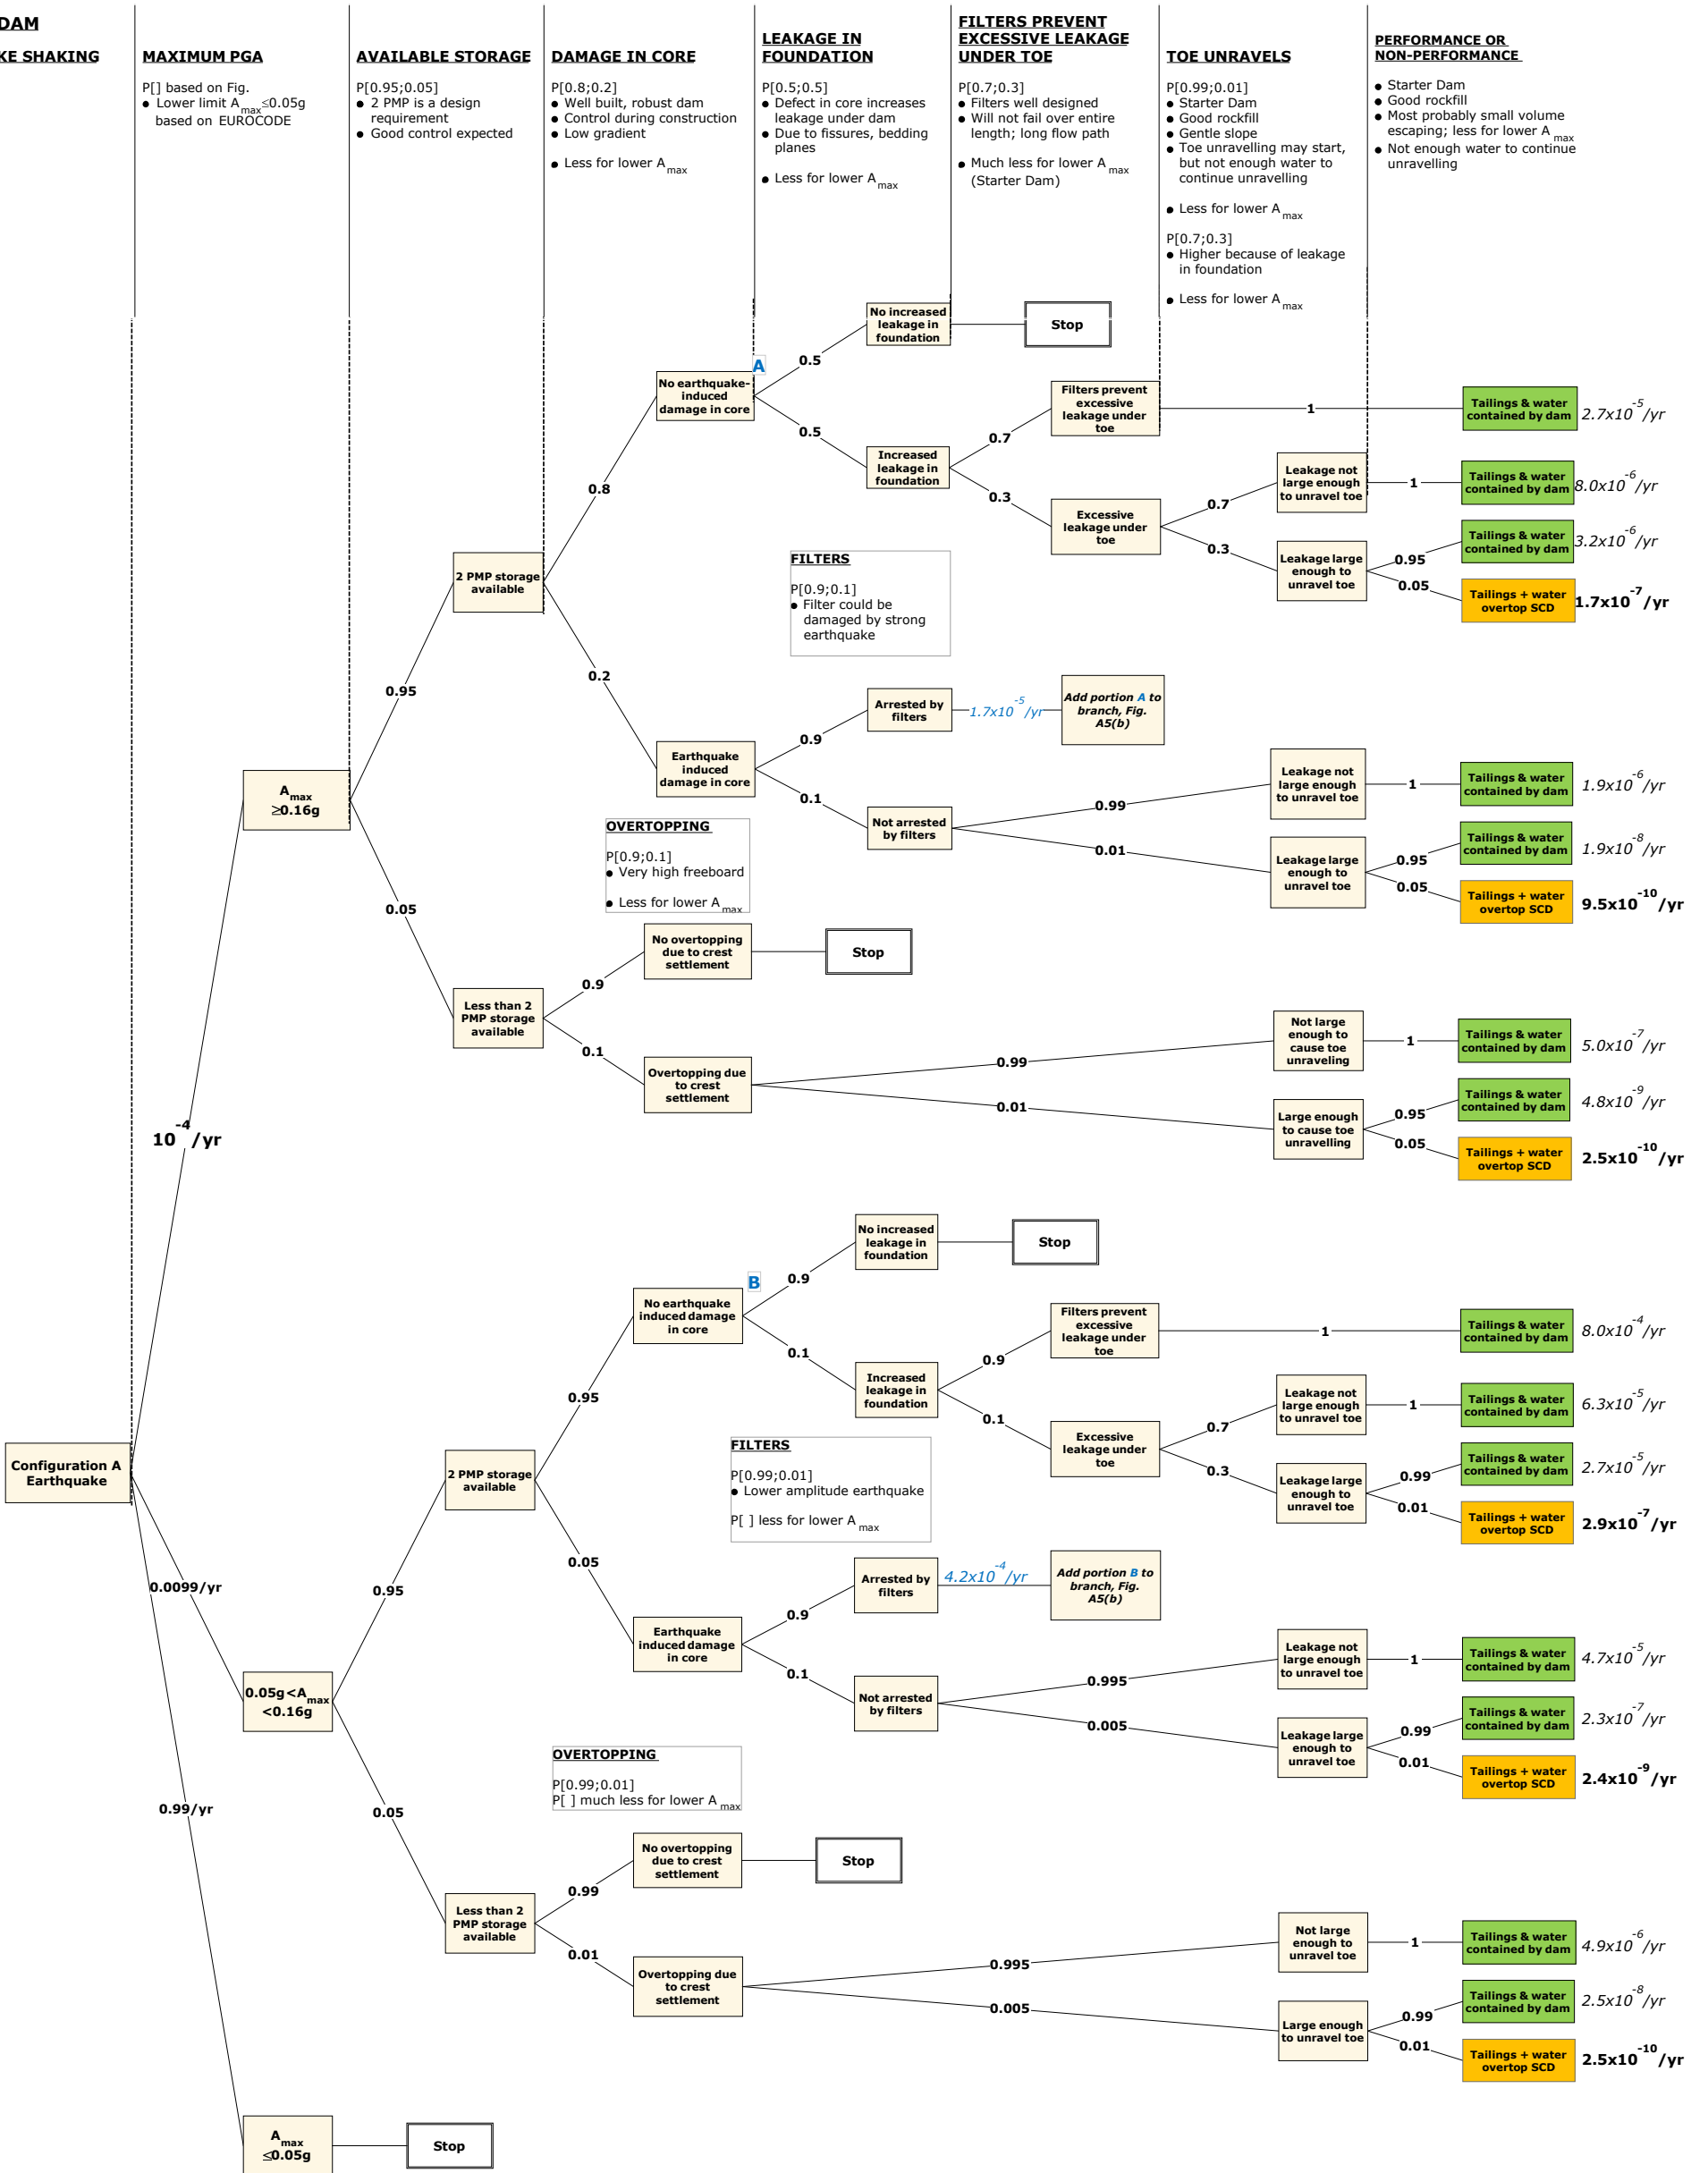 DAM
KE SHAKING
MAXIMUM PGA
P[] based on Fig.
● Lower limit Amax≤0.05g
based on EUROCODE
AVAILABLE STORAGE
P[0.95;0.05]
● 2 PMP is a design
requirement
● Good control expected
DAMAGE IN CORE
P[0.8;0.2]
● Well built, robust dam
● Control during construction
● Low gradient
● Less for lower Amax
LEAKAGE IN
FOUNDATION
P[0.5;0.5]
● Defect in core increases
leakage under dam
● Due to fissures, bedding
planes
● Less for lower Amax
FILTERS PREVENT
EXCESSIVE LEAKAGE
UNDER TOE
P[0.7;0.3]
● Filters well designed
● Will not fail over entire
length; long flow path
● Much less for lower Amax
(Starter Dam)
TOE UNRAVELS
P[0.99;0.01]
● Starter Dam
● Good rockfill
● Gentle slope
● Toe unravelling may start,
but not enough water to
continue unravelling
● Less for lower Amax
P[0.7;0.3]
● Higher because of leakage
in foundation
● Less for lower Amax
PERFORMANCE OR
NON-PERFORMANCE
● Starter Dam
● Good rockfill
● Most probably small volume
escaping; less for lower Amax
● Not enough water to continue
unravelling
No increased
leakage in
foundation
Stop
A
0.5
No earthquake-
induced
damage in core
0.5
Filters prevent
excessive
leakage under
toe
1
Tailings & water
contained by dam
2.7x10-5/yr
0.7
Increased
leakage in
foundation
0.3
Leakage not
large enough
to unravel toe
1
Tailings & water
contained by dam
8.0x10-6/yr
0.8
0.7
Excessive
leakage under
toe
0.3
Tailings & water
contained by dam
3.2x10-6/yr
0.95
Leakage large
enough to
unravel toe
0.05
Tailings + water
overtop SCD
1.7x10-7/yr
2 PMP storage
available
FILTERS
P[0.9;0.1]
● Filter could be
damaged by strong
earthquake
0.2
0.95
Arrested by
filters
1.7x10-5/yr
Add portion A to
branch, Fig.
A5(b)
0.9
Earthquake
induced
damage in core
0.1
Amax
≥0.16g
Leakage not
large enough
to unravel toe
1
Tailings & water
contained by dam
1.9x10-6/yr
0.99
Not arrested
by filters
0.01
OVERTOPPING
P[0.9;0.1]
● Very high freeboard
● Less for lower Amax
Tailings & water
contained by dam
1.9x10-8/yr
0.95
Leakage large
enough to
unravel toe
0.05
Tailings + water
overtop SCD
9.5x10-10/yr
0.05
No overtopping
due to crest
settlement
Stop
0.9
Less than 2
PMP storage
available
0.1
Not large
enough to
cause toe
unraveling
1
Tailings & water
contained by dam
5.0x10-7/yr
0.99
Overtopping due
to crest
settlement
0.01
Tailings & water
contained by dam
4.8x10-9/yr
0.95
Large enough
to cause toe
unravelling
0.05
Tailings + water
overtop SCD
2.5x10-10/yr
10-4/yr
No increased
leakage in
foundation
Stop
B
0.9
No earthquake
induced damage
in core
0.1
Filters prevent
excessive
leakage under
toe
1
Tailings & water
contained by dam
8.0x10-4/yr
0.9
Increased
leakage in
foundation
0.1
0.95
Leakage not
large enough
to unravel toe
1
Tailings & water
contained by dam
6.3x10-5/yr
0.7
Excessive
leakage under
toe
0.3
Tailings & water
contained by dam
2.7x10-5/yr
0.99
Leakage large
enough to
unravel toe
0.01
Tailings + water
overtop SCD
2.9x10-7/yr
Configuration A
Earthquake
2 PMP storage
available
FILTERS
P[0.99;0.01]
● Lower amplitude earthquake
P[ ] less for lower Amax
0.05
0.0099/yr
0.95
Arrested by
filters
4.2x10-4/yr
Add portion B to
branch, Fig.
A5(b)
0.9
Earthquake
induced damage
in core
0.1
Leakage not
large enough
to unravel toe
1
Tailings & water
contained by dam
4.7x10-5/yr
0.995
Not arrested
by filters
0.005
0.05g<Amax
<0.16g
Tailings & water
contained by dam
2.3x10-7/yr
0.99
Leakage large
enough to
unravel toe
0.01
Tailings + water
overtop SCD
2.4x10-9/yr
OVERTOPPING
P[0.99;0.01]
P[ ] much less for lower Amax
0.99/yr
0.05
No overtopping
due to crest
settlement
Stop
0.99
Less than 2
PMP storage
available
0.01
Not large
enough to
unravel toe
1
Tailings & water
contained by dam
4.9x10-6/yr
0.995
Overtopping due
to crest
settlement
0.005
Tailings & water
contained by dam
2.5x10-8/yr
0.99
Large enough
to unravel toe
0.01
Tailings + water
overtop SCD
2.5x10-10/yr
Amax
≤0.05g
Stop